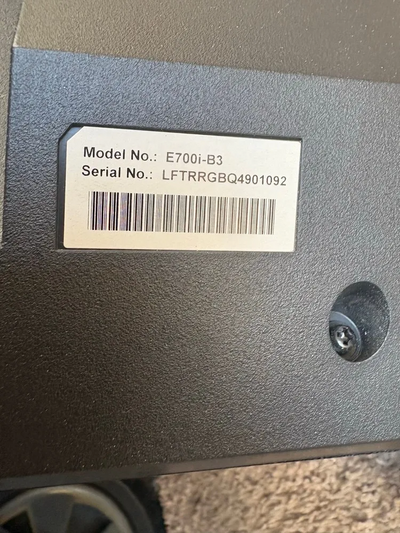 Model No.: E700i-B3
Serial No.: LFTRRGBQ4901092